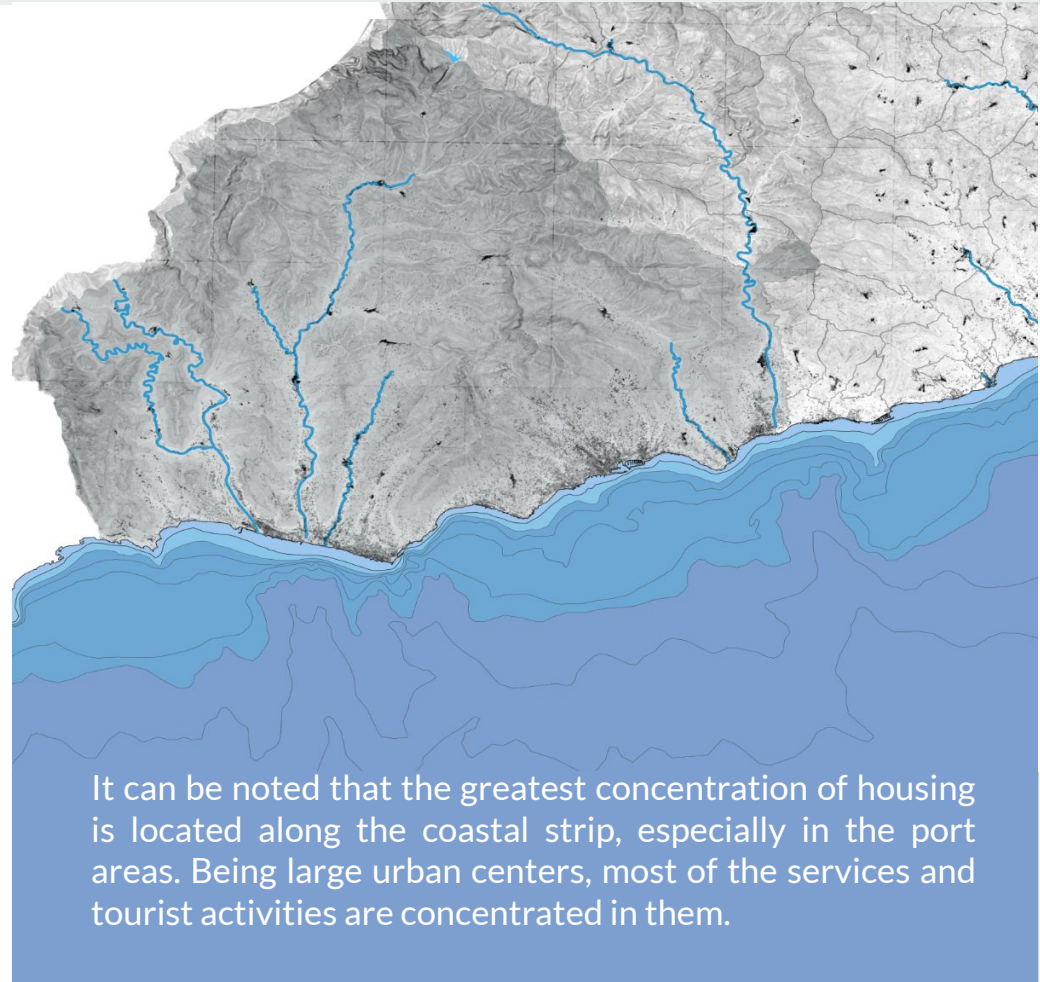 It can be noted that the greatest concentration of housing
is located along the coastal strip, especially in the port
areas. Being large urban centers, most of the services and
tourist activities are concentrated in them.